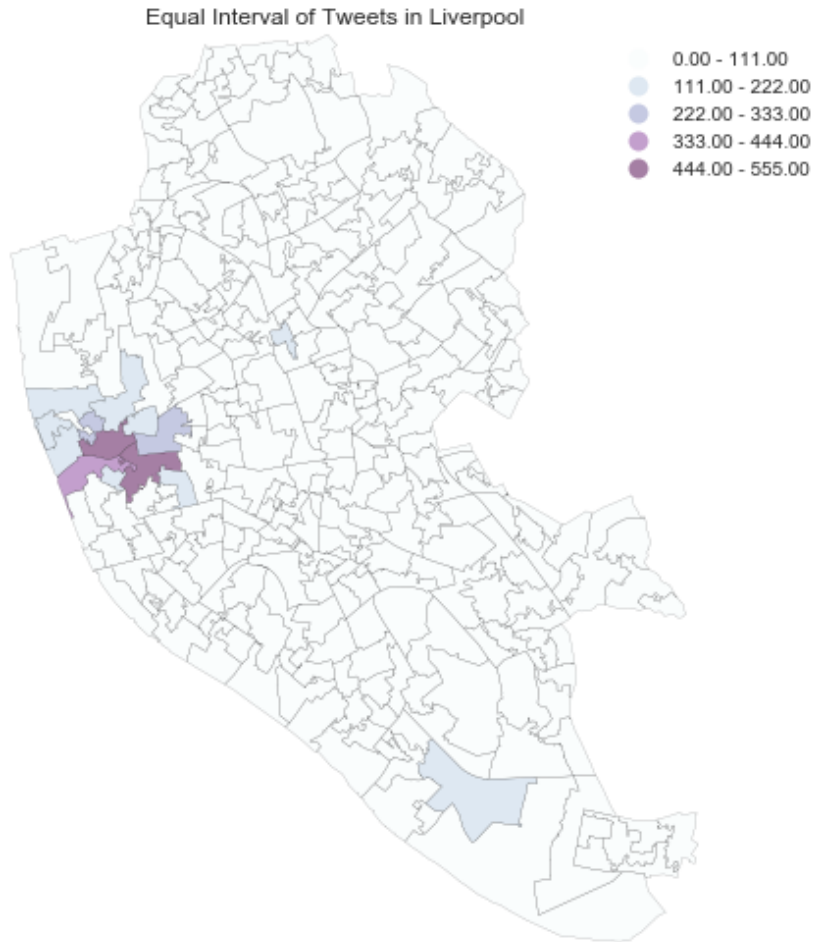 Equal Interval of Tweets in Liverpool
0.00 - 111.00
111.00 - 222.00
222.00 - 333.00
333.00 - 444.00
444.00 - 555.00